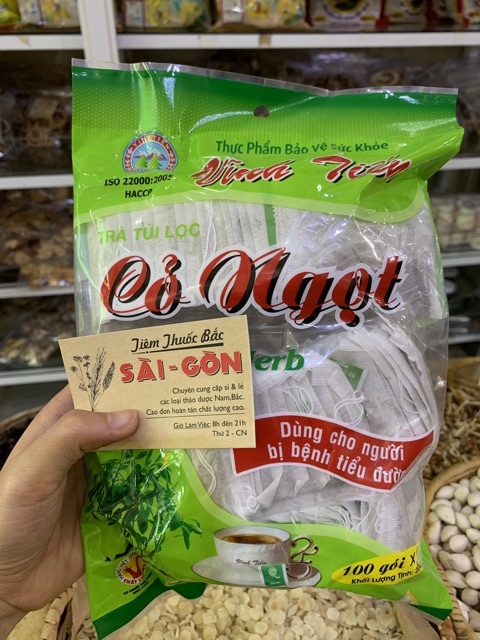 Thực Phẩm Bảo Vệ Sức Khỏe
Vĩnh Tiến
ISO 22000:2005
HACCP
TRÀ TÚI LỌC
Cỏ Ngọt
Herb
Tiệm Thuốc Bắc
SÀI-GÒN
Chuyên cung cấp sỉ & lẻ
các loại thảo dược Nam,Bắc.
Cao đơn hoàn tán chất lượng cao.
Giờ Làm Việc: 8h đến 21h
Thứ 2 - CN
Dùng cho người
bị bệnh tiểu đườ
Vĩnh Tiến
100 gói X
Khối Lượng Tịnh: